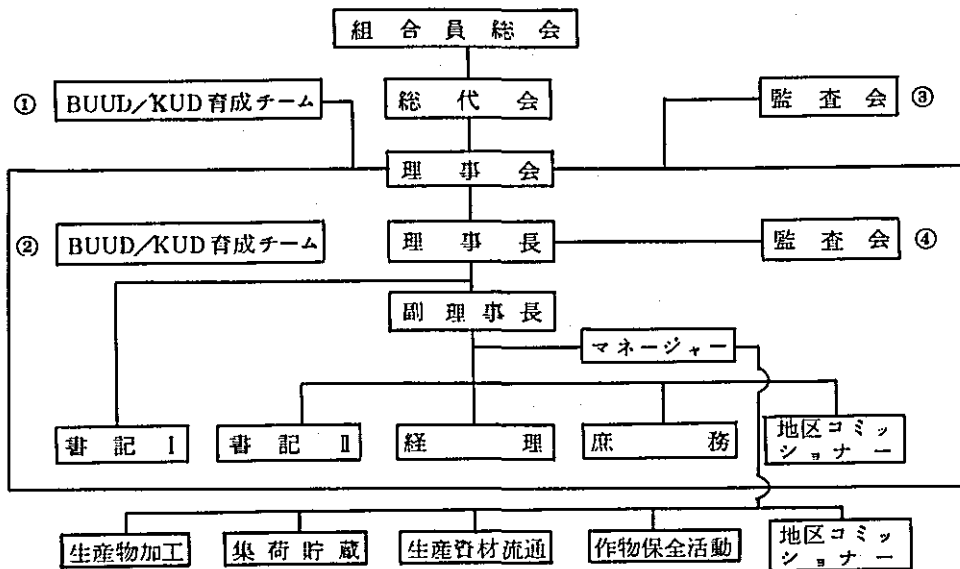 組合員総会
① BUUD/KUD育成チーム
総代会
監査会 ③
理事会
② BUUD/KUD育成チーム
理事長
監査会 ④
副理事長
マネージャー
書記 Ⅰ
書記 Ⅱ
経理
庶務
地区コミッ
ショナー
生産物加工
集荷貯蔵
生産資材流通
作物保全活動
地区コミッ
ショナー